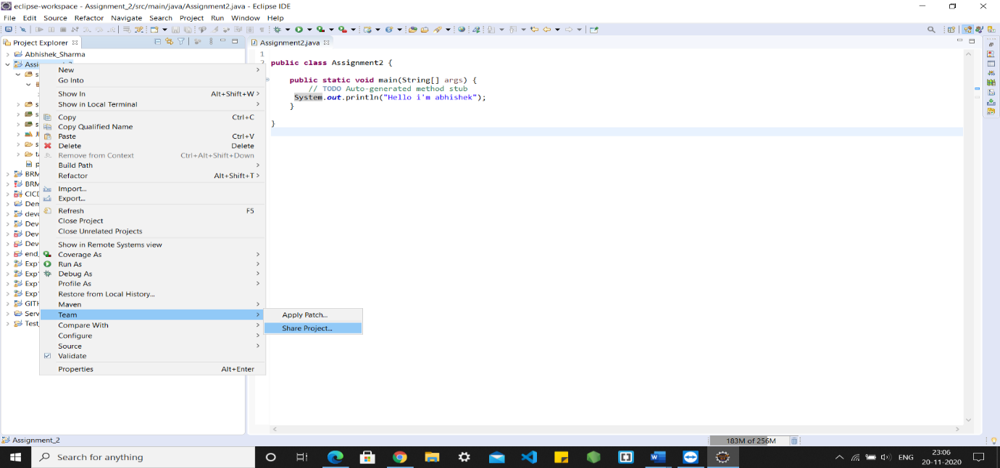 eclipse-workspace - Assignment_2/src/main/java/Assignment2.java - Eclipse IDE
File Edit Source Refactor Navigate Search Project Run Window Help
Project Explorer
Assignment2.java
Abhishek_Sharma
BRM
BRM
CICD
Dem
devo
Dev
Dev
Dev
end_
Exp
Exp
Exp
Exp
GITH
Serv
Test_
New
Go Into
Show In Alt+Shift+W
Show in Local Terminal
Copy Ctrl+C
Copy Qualified Name
Paste Ctrl+V
Delete Delete
Remove from Context Ctrl+Alt+Shift+Down
Build Path
Refactor Alt+Shift+T
Import...
Export...
Refresh F5
Close Project
Close Unrelated Projects
Show in Remote Systems view
Coverage As
Run As
Debug As
Profile As
Restore from Local History...
Maven
Team
Compare With
Configure
Source
Validate
Properties Alt+Enter
Apply Patch...
Share Project...
1
2 public class Assignment2 {
public static void main(String[] args) {
// TODO Auto-generated method stub
System.out.println("Hello i'm abhishek");
}
}
Assignment_2
183M of 256M
Search for anything
ENG
23:06
20-11-2020